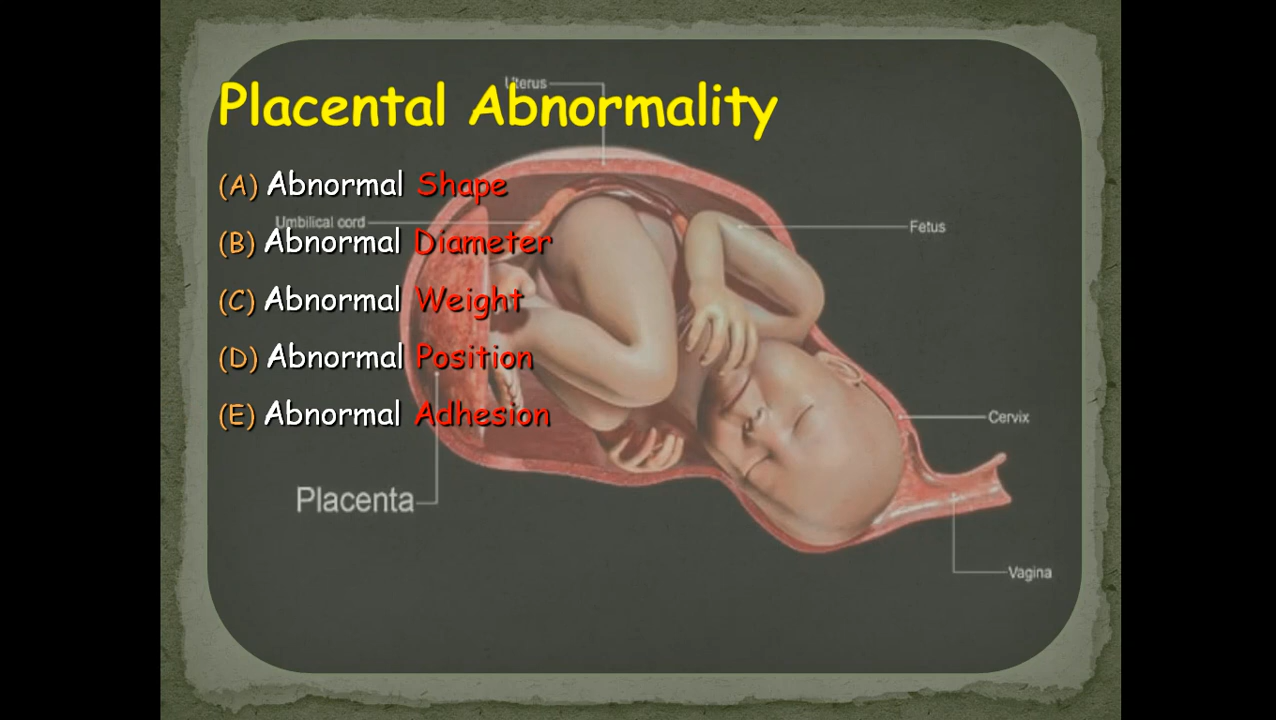 Uterus
Placental Abnormality
(A) Abnormal Shape
Umbilical cord
Fetus
(B) Abnormal Diameter
(C) Abnormal Weight
(D) Abnormal Position
(E) Abnormal Adhesion
Cervix
Placenta
Vagina